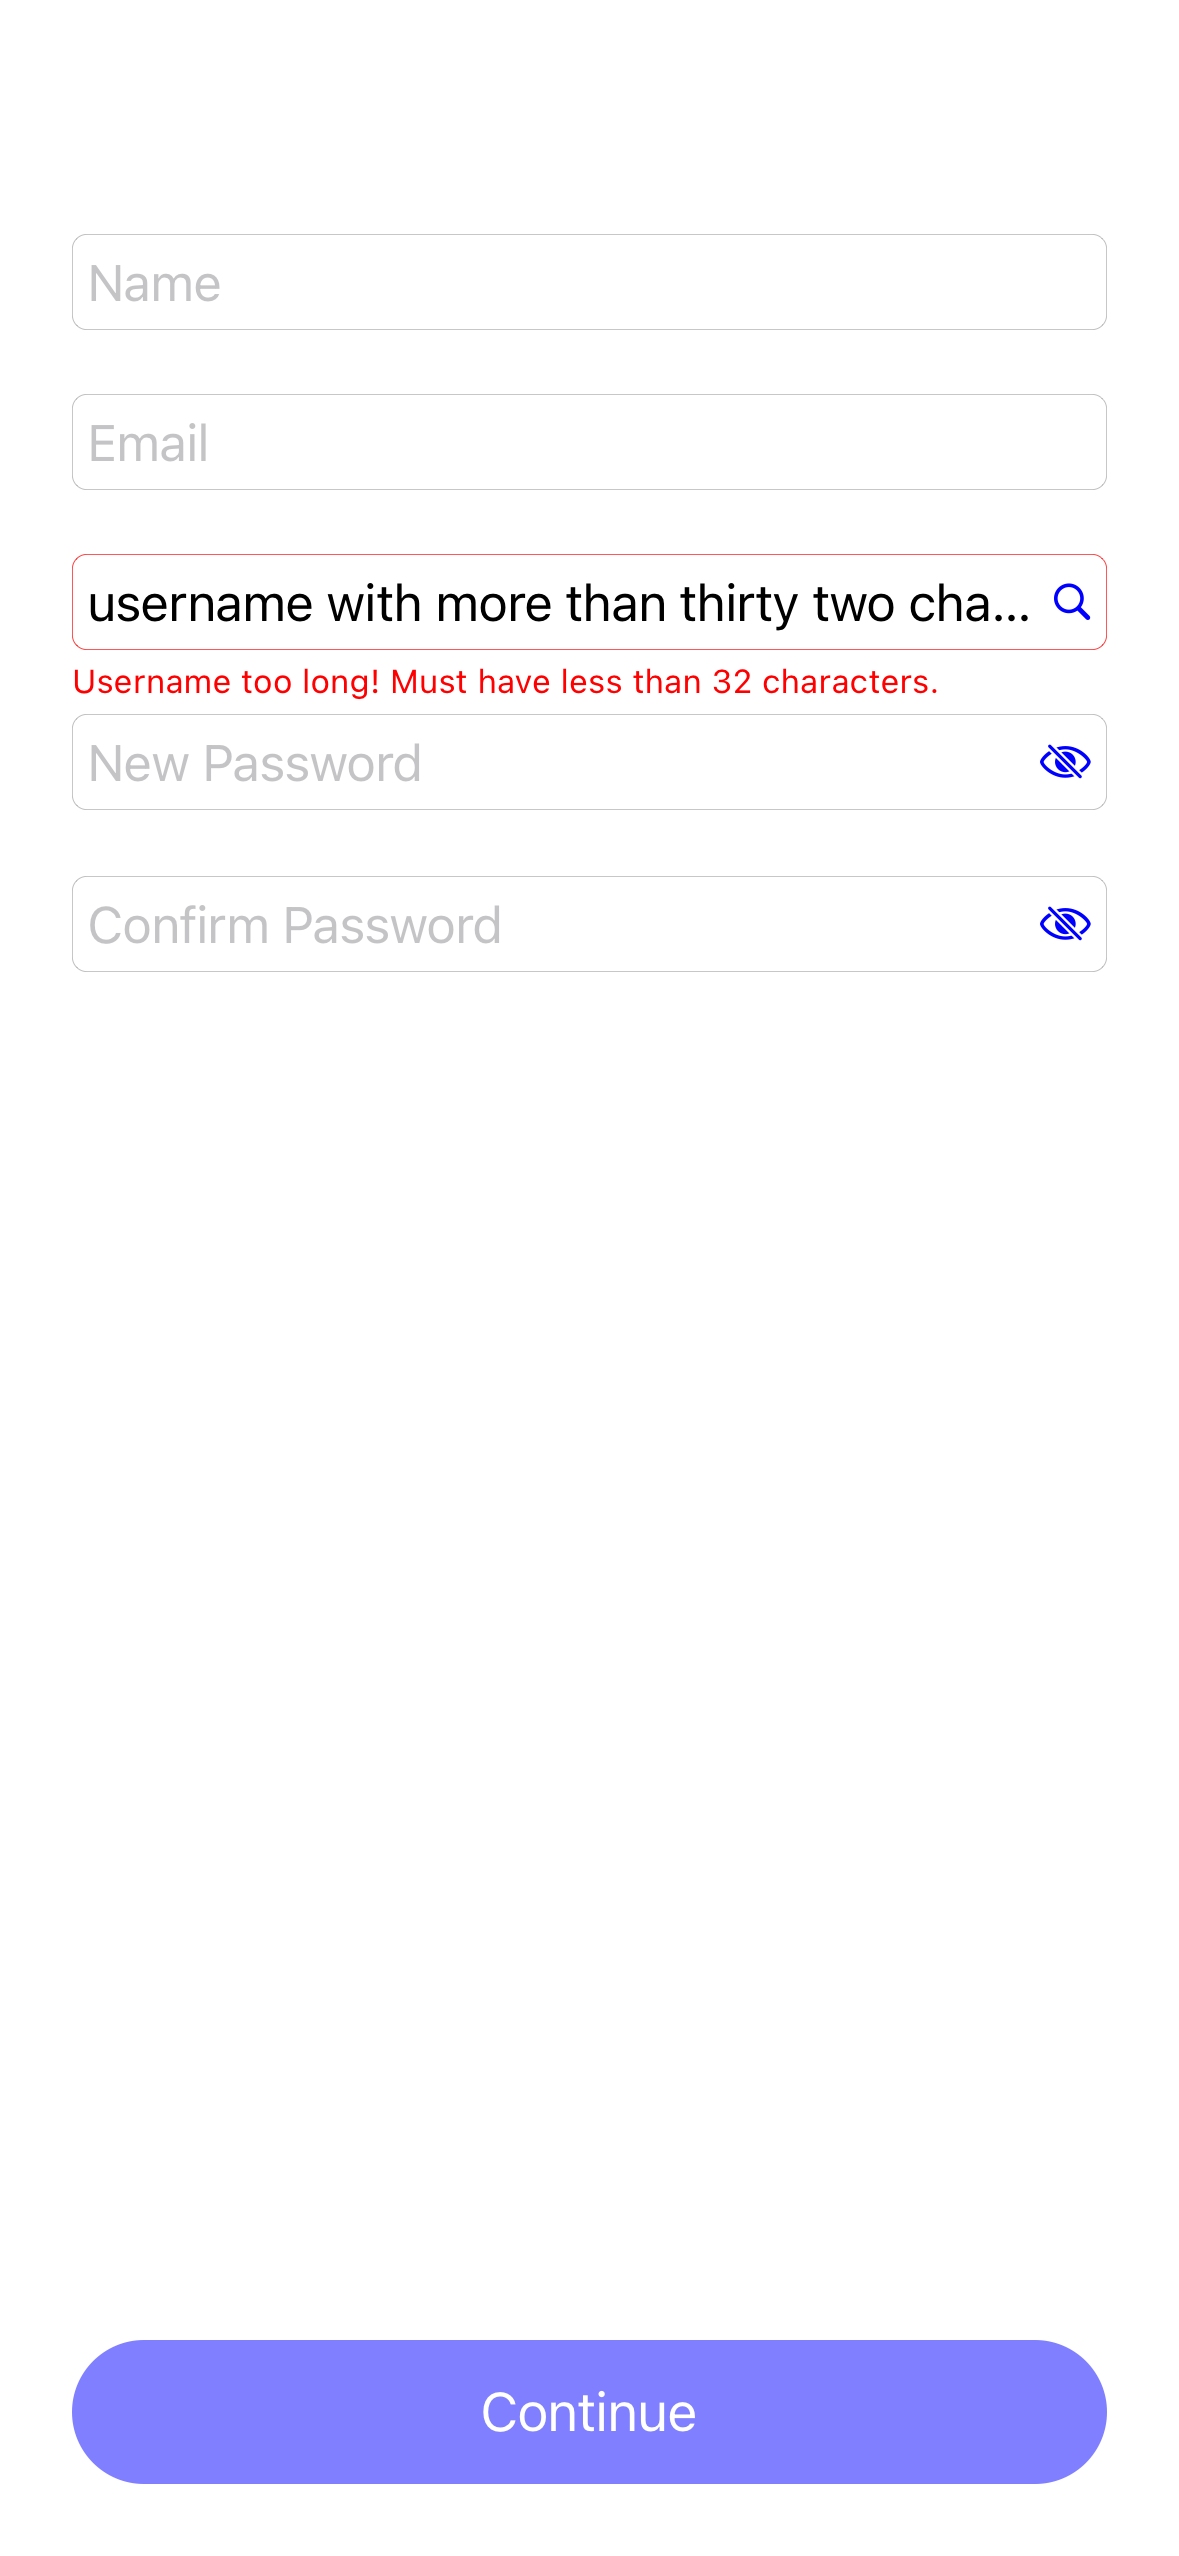 Name
Email
username with more than thirty two cha...
Username too long! Must have less than 32 characters.
New Password
Confirm Password
Continue